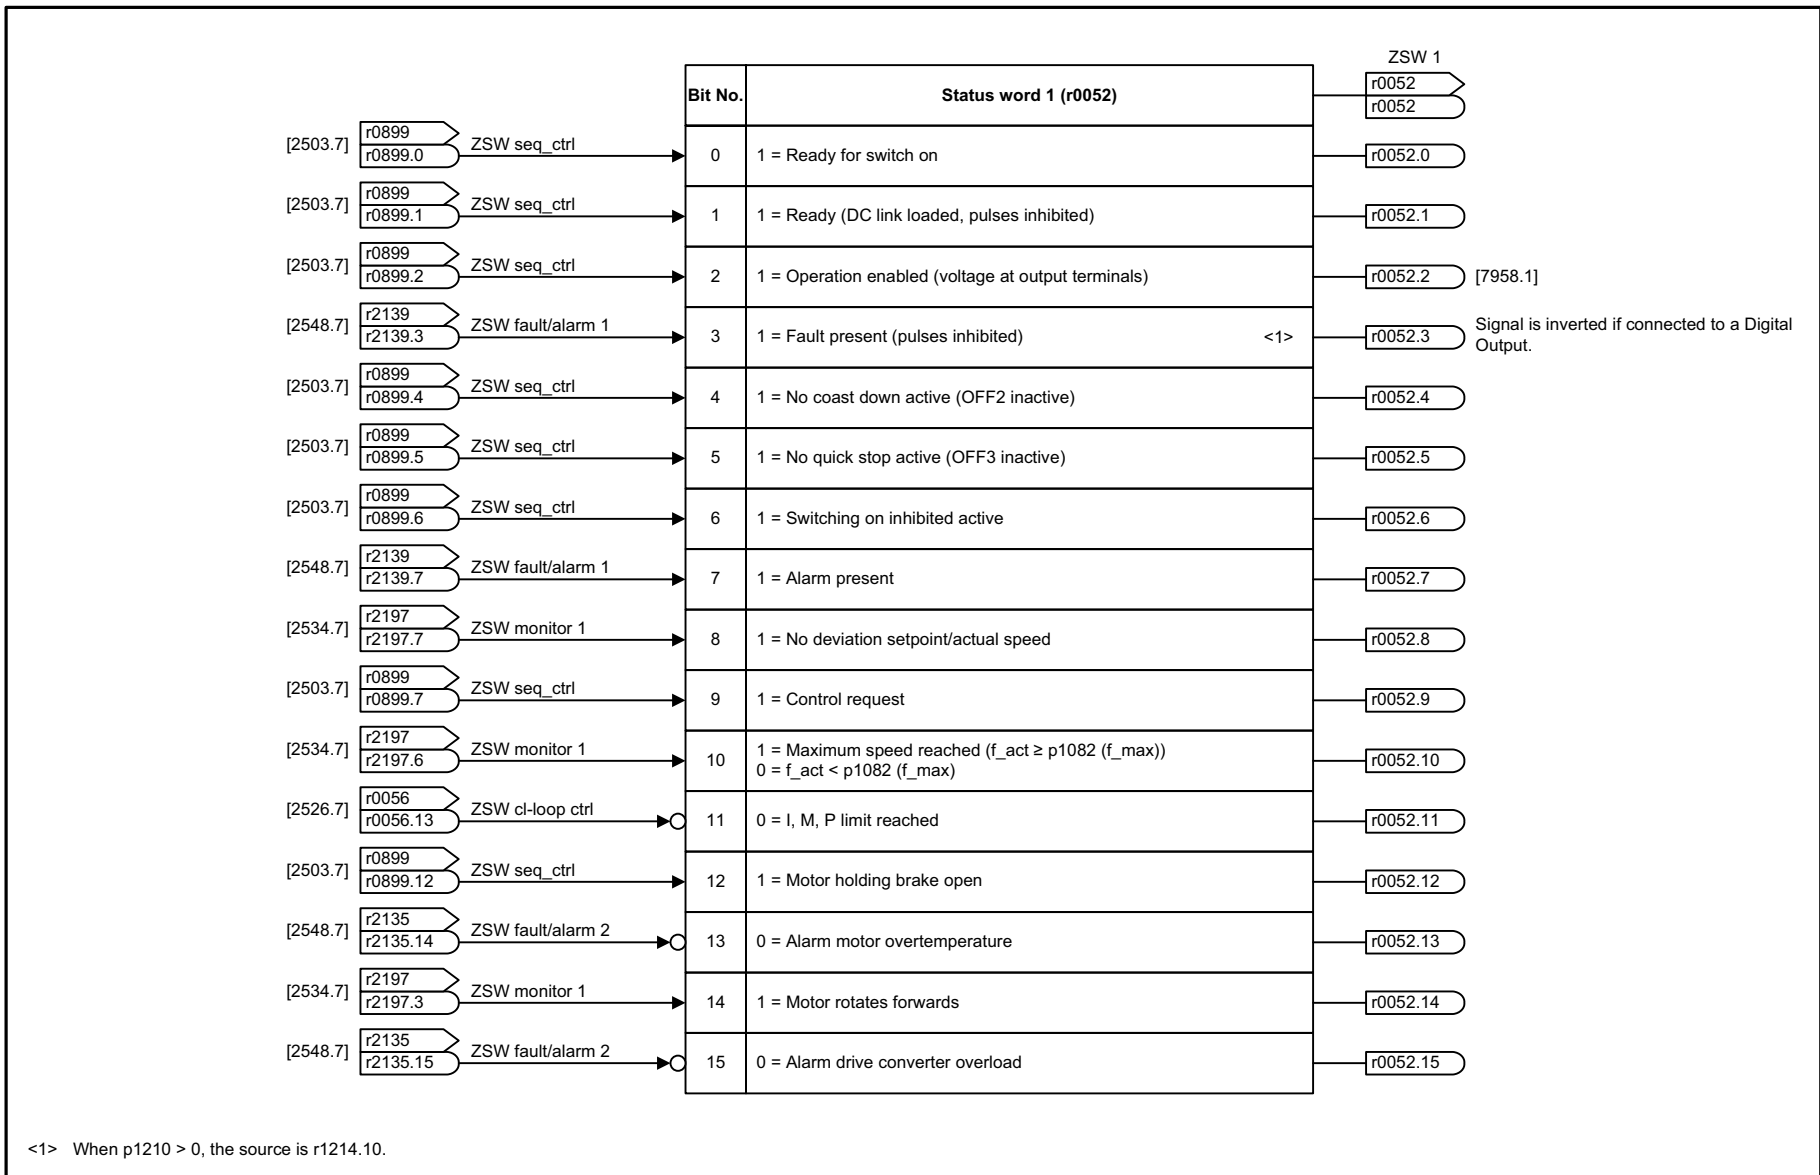 ZSW 1
r0052
r0052
Bit No. Status word 1 (r0052)
r0899
[2503.7] r0899.0 ZSW seq_ctrl 0 1 = Ready for switch on r0052.0
r0899
[2503.7] r0899.1 ZSW seq_ctrl 1 1 = Ready (DC link loaded, pulses inhibited) r0052.1
r0899
[2503.7] r0899.2 ZSW seq_ctrl 2 1 = Operation enabled (voltage at output terminals) r0052.2 [7958.1]
r2139
[2548.7] r2139.3 ZSW fault/alarm 1 3 1 = Fault present (pulses inhibited) <1> r0052.3 Signal is inverted if connected to a Digital
Output.
r0899
[2503.7] r0899.4 ZSW seq_ctrl 4 1 = No coast down active (OFF2 inactive) r0052.4
r0899
[2503.7] r0899.5 ZSW seq_ctrl 5 1 = No quick stop active (OFF3 inactive) r0052.5
r0899
[2503.7] r0899.6 ZSW seq_ctrl 6 1 = Switching on inhibited active r0052.6
r2139
[2548.7] r2139.7 ZSW fault/alarm 1 7 1 = Alarm present r0052.7
r2197
[2534.7] r2197.7 ZSW monitor 1 8 1 = No deviation setpoint/actual speed r0052.8
r0899
[2503.7] r0899.7 ZSW seq_ctrl 9 1 = Control request r0052.9
r2197
[2534.7] r2197.6 ZSW monitor 1 10 1 = Maximum speed reached (f_act ≥ p1082 (f_max))
0 = f_act < p1082 (f_max) r0052.10
r0056
[2526.7] r0056.13 ZSW cl-loop ctrl 11 0 = I, M, P limit reached r0052.11
r0899
[2503.7] r0899.12 ZSW seq_ctrl 12 1 = Motor holding brake open r0052.12
r2135
[2548.7] r2135.14 ZSW fault/alarm 2 13 0 = Alarm motor overtemperature r0052.13
r2197
[2534.7] r2197.3 ZSW monitor 1 14 1 = Motor rotates forwards r0052.14
r2135
[2548.7] r2135.15 ZSW fault/alarm 2 15 0 = Alarm drive converter overload r0052.15
<1> When p1210 > 0, the source is r1214.10.